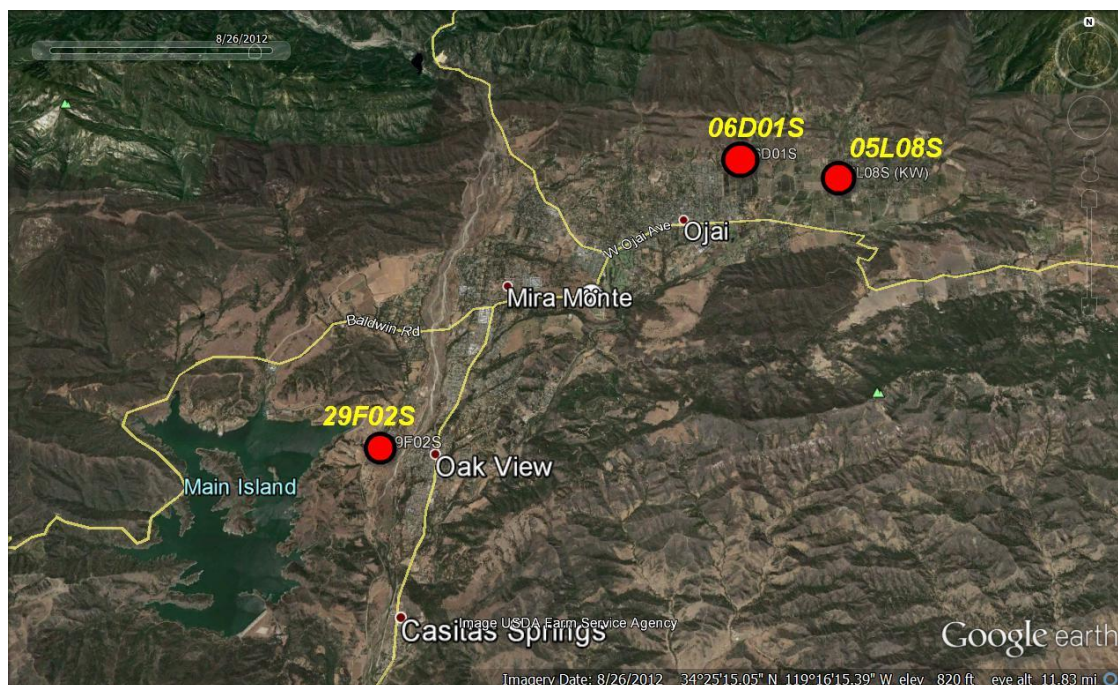 8/26/2012
N
06D01S
05L08S
6D01S
L08S (KW)
W Ojai Ave
Ojai
Mira Monte
Baldwin Rd
29F02S
9F02S
Oak View
Main Island
Image USDA Farm Service Agency
Casitas Springs
Google earth
Imagery Date: 8/26/2012 34°25'15.05" N 119°16'15.39" W elev 820 ft eye alt 11.83 mi